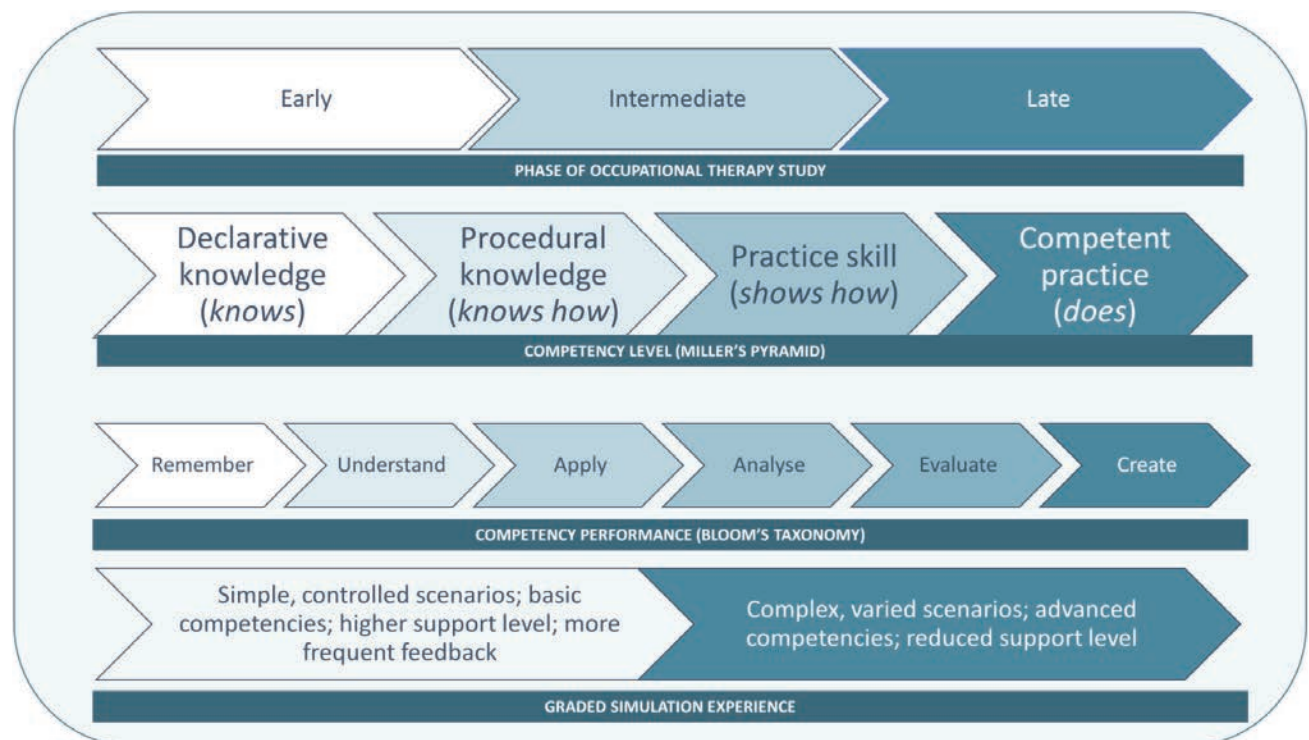 Early
Intermediate
Late
PHASE OF OCCUPATIONAL THERAPY STUDY
Declarative
knowledge
(knows)
Procedural
knowledge
(knows how)
Practice skill
(shows how)
Competent
practice
(does)
COMPETENCY LEVEL (MILLER'S PYRAMID)
Remember
Understand
Apply
Analyse
Evaluate
Create
COMPETENCY PERFORMANCE (BLOOM'S TAXONOMY)
Simple, controlled scenarios; basic
competencies; higher support level; more
frequent feedback
Complex, varied scenarios; advanced
competencies; reduced support level
GRADED SIMULATION EXPERIENCE